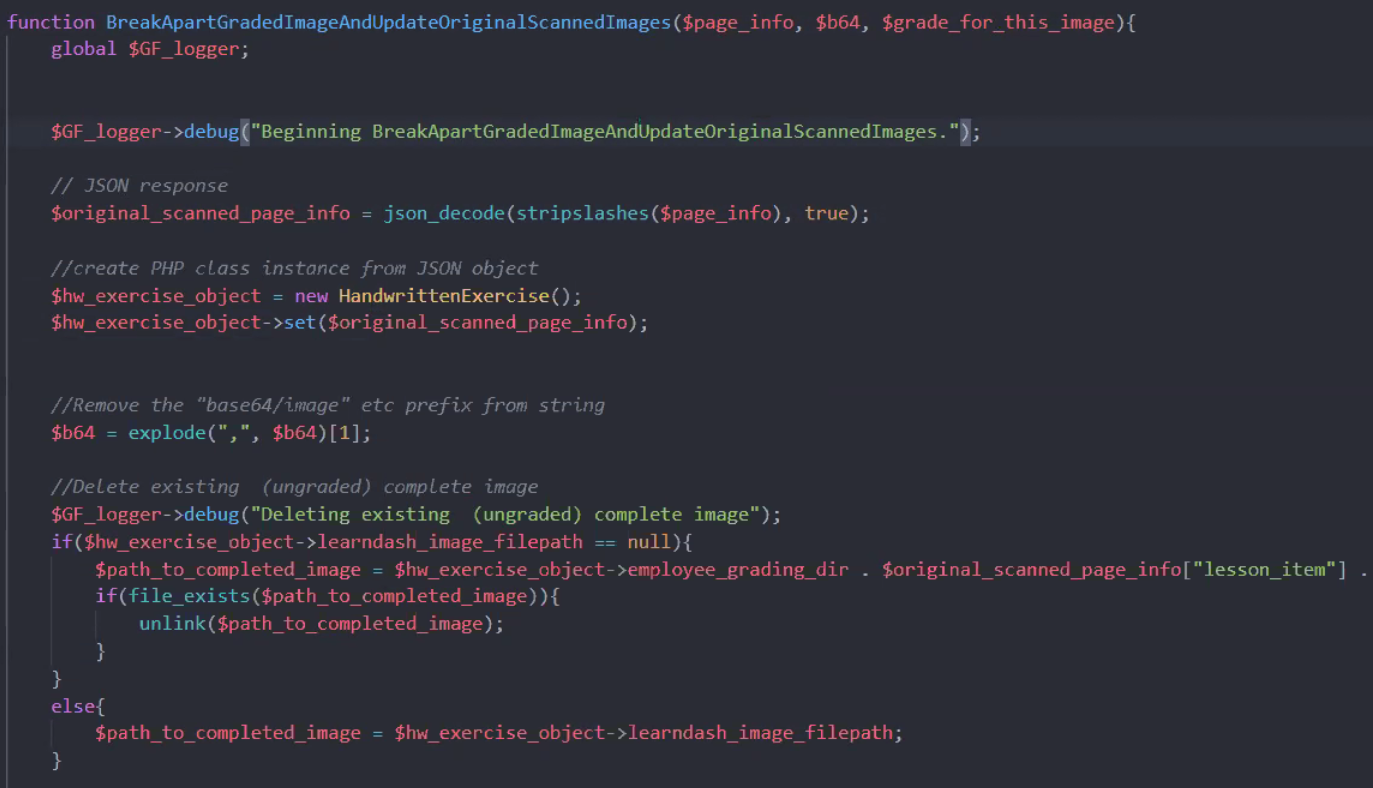 function BreakApartGradedImageAndUpdateOriginalScannedImages($page_info, $b64, $grade_for_this_image){
    global $GF_logger;
    $GF_logger->debug("Beginning BreakApartGradedImageAndUpdateOriginalScannedImages.");
    // JSON response
    $original_scanned_page_info = json_decode(stripslashes($page_info), true);
    //create PHP class instance from JSON object
    $hw_exercise_object = new HandwrittenExercise();
    $hw_exercise_object->set($original_scanned_page_info);
    //Remove the "base64/image" etc prefix from string
    $b64 = explode(",", $b64)[1];
    //Delete existing  (ungraded) complete image
    $GF_logger->debug("Deleting existing  (ungraded) complete image");
    if($hw_exercise_object->learndash_image_filepath == null){
        $path_to_completed_image = $hw_exercise_object->employee_grading_dir . $original_scanned_page_info["lesson_item"] .
        if(file_exists($path_to_completed_image)){
            unlink($path_to_completed_image);
        }
    }
    else{
        $path_to_completed_image = $hw_exercise_object->learndash_image_filepath;
    }